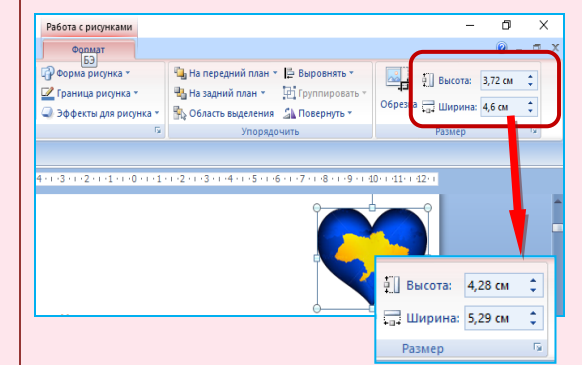 Работа с рисунками
Формат
БЭ
Форма рисунка
На передний план
Выровнять
Высота:
3,72 см
Граница рисунка
На задний план
Группировать
Обрезка
Ширина:
4,6 см
Эффекты для рисунка
Область выделения
Повернуть
Упорядочить
Размер
4 3 2 1 0 1 2 3 4 5 6 7 8 9 10 11 12
Высота: 4,28 см
Ширина: 5,29 см
Размер